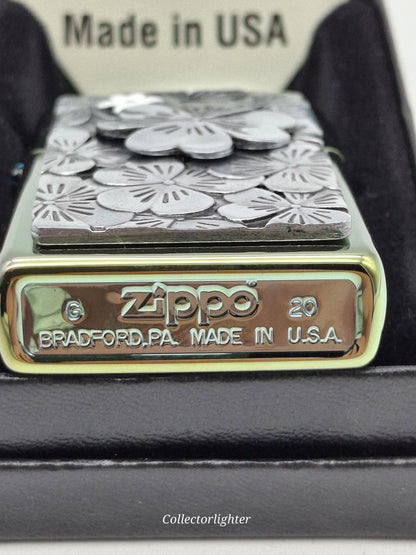 Made in USA
G zippo 20
BRADFORD,PA. MADE IN U.S.A.
Collectorlighter